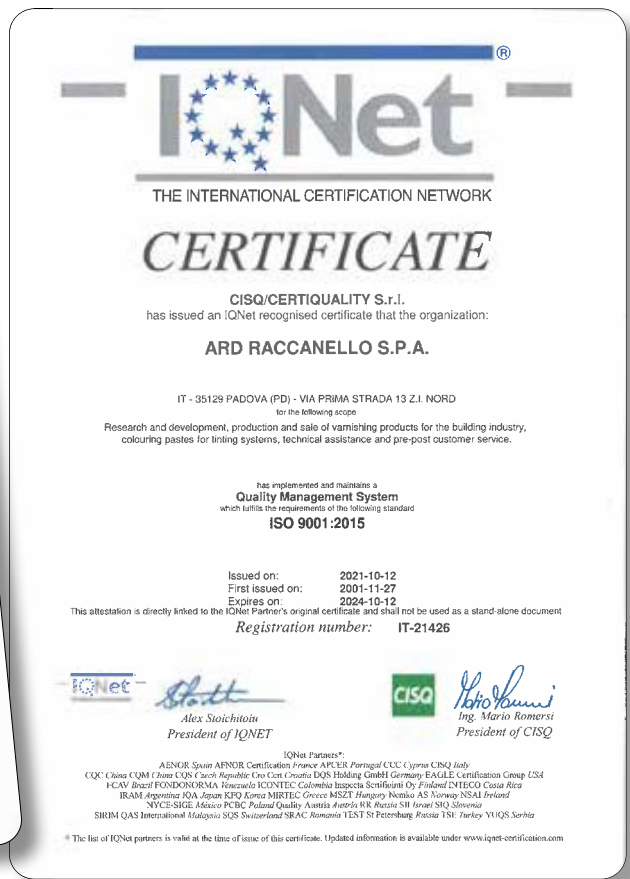 IQNet®
THE INTERNATIONAL CERTIFICATION NETWORK
CERTIFICATE
CISQ/CERTIQUALITY S.r.l.
has issued an IQNet recognised certificate that the organization:
ARD RACCANELLO S.P.A.
IT - 35129 PADOVA (PD) - VIA PRIMA STRADA 13 Z.I. NORD
for the following scope
Research and development, production and sale of varnishing products for the building industry,
colouring pastes for tinting systems, technical assistance and pre-post customer service.
has implemented and maintains a
Quality Management System
which fulfills the requirements of the following standard
ISO 9001:2015
Issued on: 2021-10-12
First issued on: 2001-11-27
Expires on: 2024-10-12
This attestation is directly linked to the IQNet Partner's original certificate and shall not be used as a stand-alone document
Registration number: IT-21426
IQNet
CISQ
Alex Stoichitoiu
President of IQNET
Ing. Mario Romersi
President of CISQ
IQNet Partners*:
AENOR Spain AFNOR Certification France APCER Portugal CCC Cyprus CISQ Italy
CQC China CQM China CQS Czech Republic Cro Cert Croatia DQS Holding GmbH Germany EAGLE Certification Group USA
FCAV Brazil FONDONORMA Venezuela ICONTEC Colombia Inspecta Sertifiointi Oy Finland INTECO Costa Rica
IRAM Argentina JQA Japan KFQ Korea MIRTEC Greece MSZT Hungary Nemko AS Norway NSAI Ireland
NYCE-SIGE México PCBC Poland Quality Austria Austria RR Russia SII Israel SIQ Slovenia
SIRIM QAS International Malaysia SQS Switzerland SRAC Romania TEST St Petersburg Russia TSE Turkey YUQS Serbia
* The list of IQNet partners is valid at the time of issue of this certificate. Updated information is available under www.iqnet-certification.com